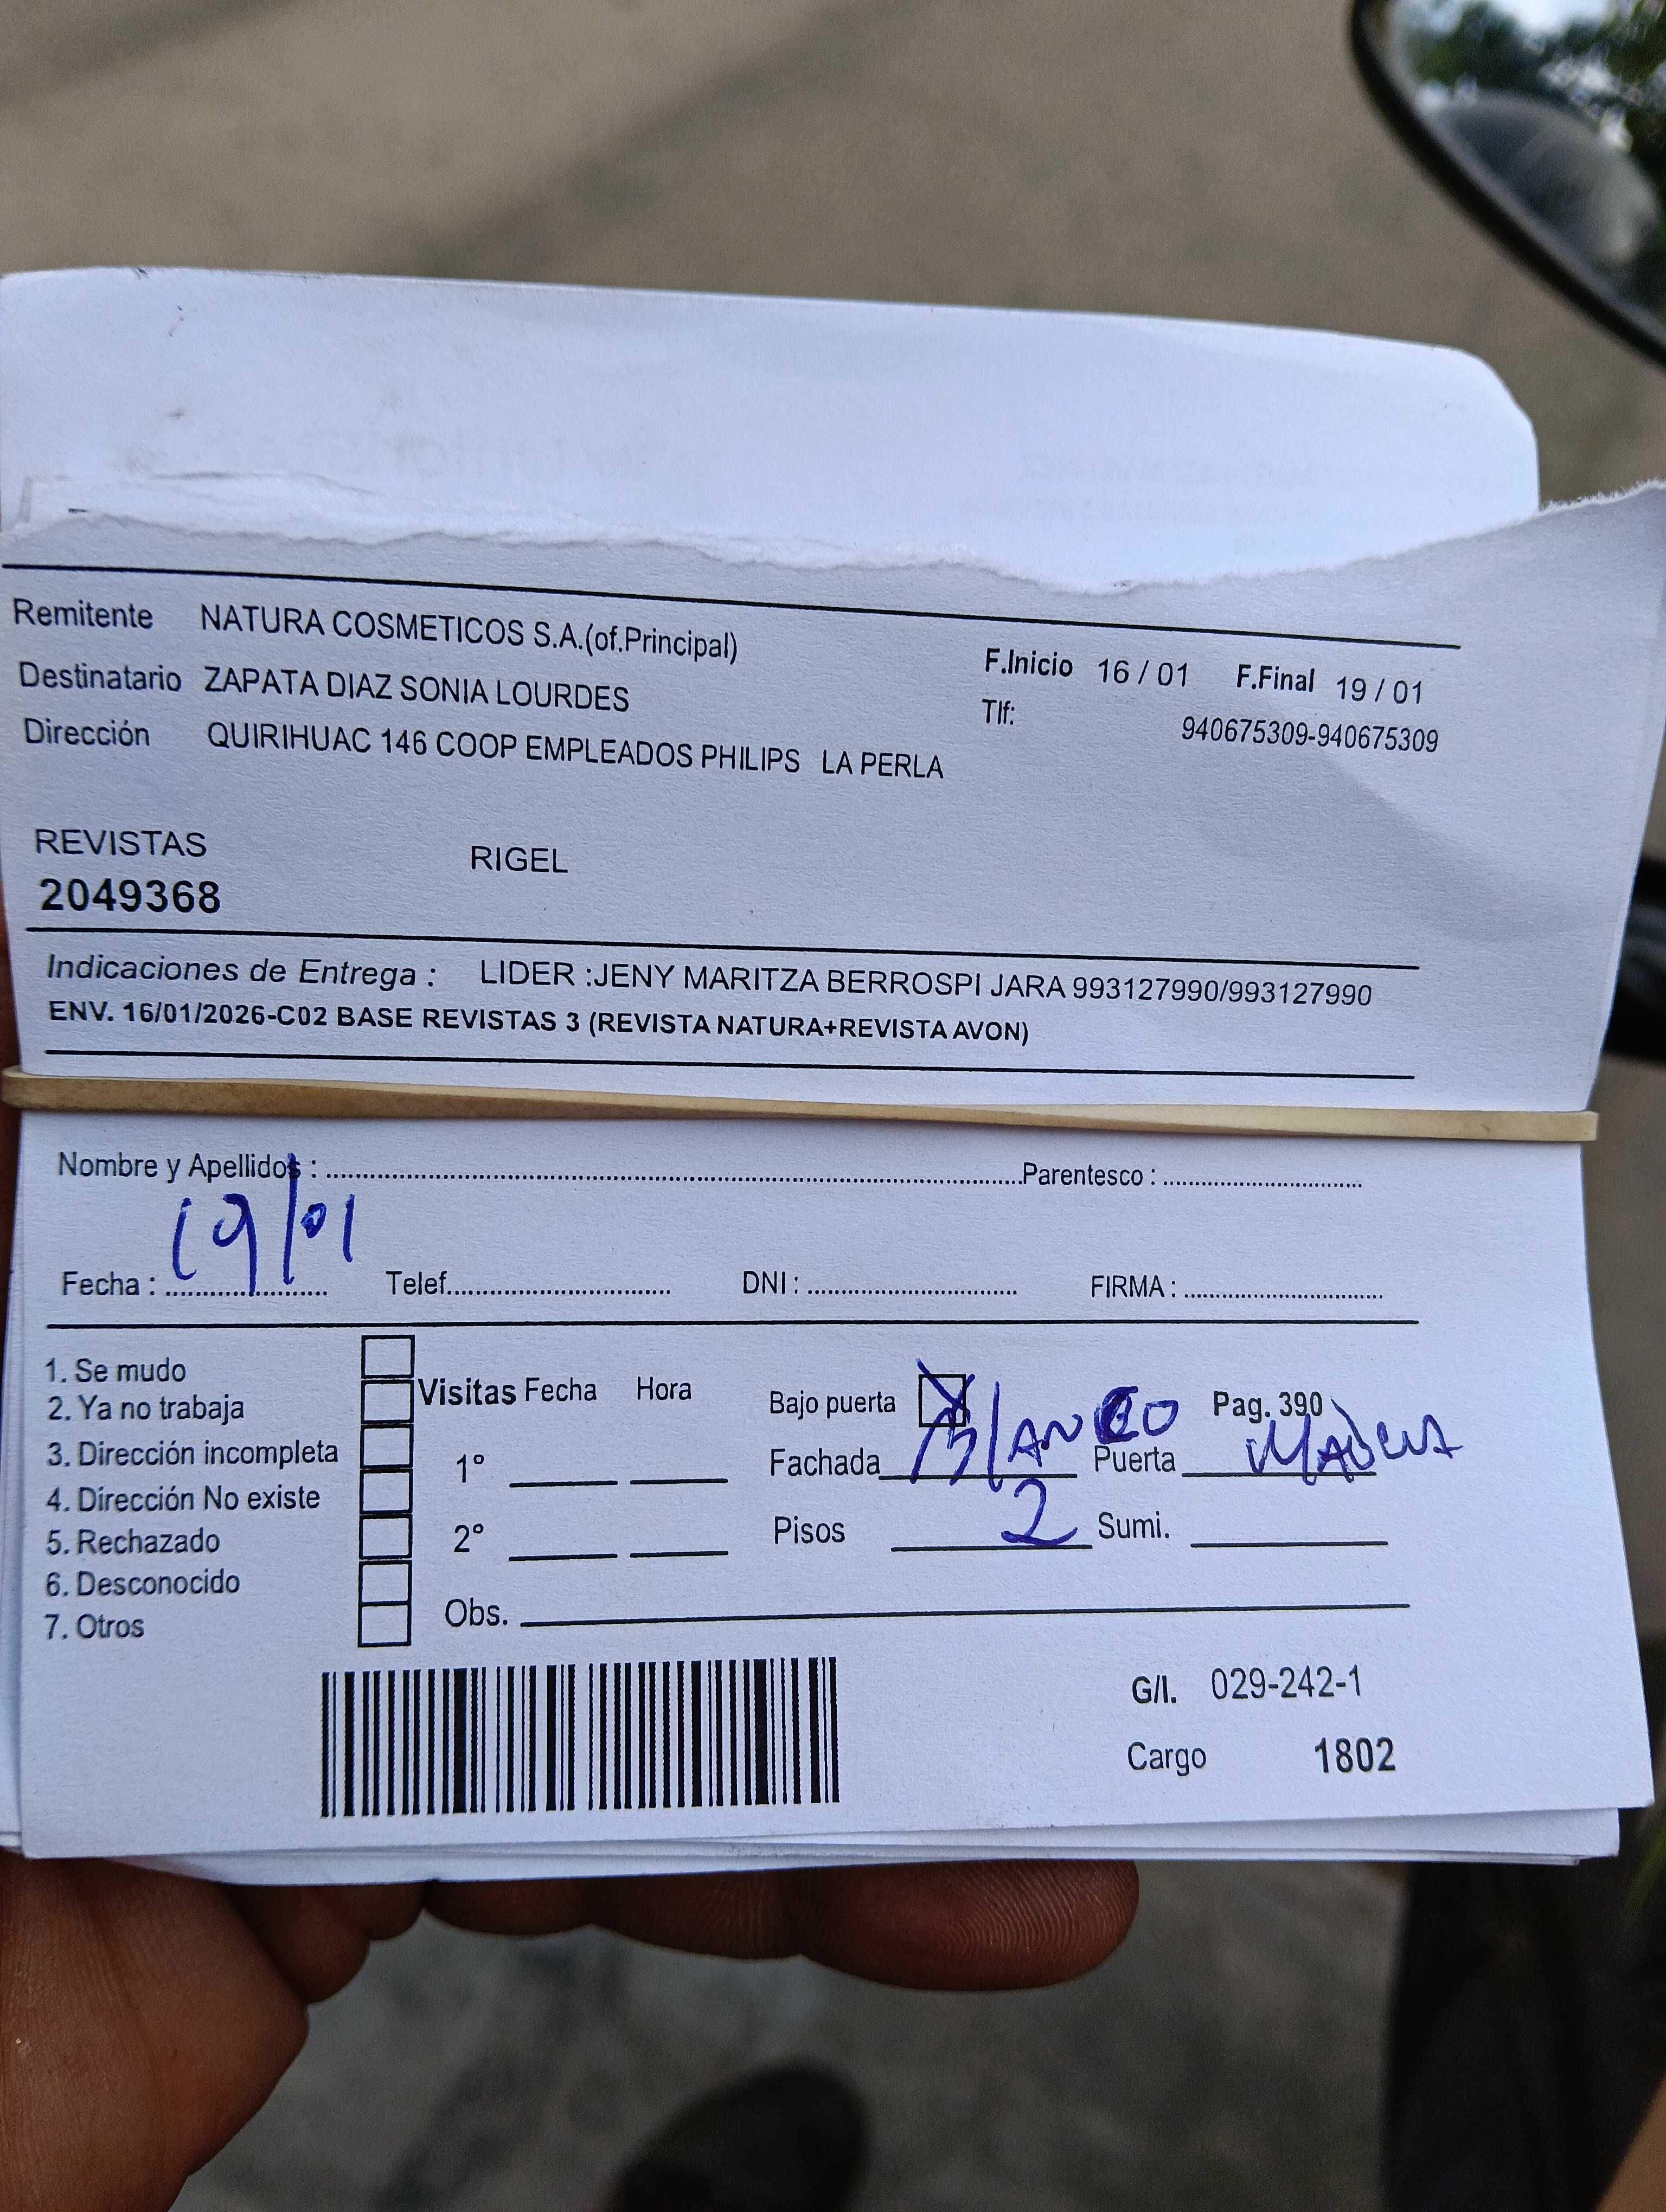 Remitente NATURA COSMETICOS S.A.(of.Principal)
F.Inicio 16 / 01 F.Final 19 / 01
Destinatario ZAPATA DIAZ SONIA LOURDES
Tlf: 940675309-940675309
Dirección QUIRIHUAC 146 COOP EMPLEADOS PHILIPS LA PERLA
REVISTAS RIGEL
2049368
Indicaciones de Entrega : LIDER :JENY MARITZA BERROSPI JARA 993127990/993127990
ENV. 16/01/2026-C02 BASE REVISTAS 3 (REVISTA NATURA+REVISTA AVON)
Nombre y Apellidos : Parentesco :
Fecha : 19/01 Telef. DNI : FIRMA :
1. Se mudo
2. Ya no trabaja
3. Dirección incompleta
4. Dirección No existe
5. Rechazado
6. Desconocido
7. Otros
Visitas Fecha Hora
1°
2°
Obs.
Bajo puerta X Pag. 390
Fachada BlANCO Puerta MADERA
Pisos 2 Sumi.
G/I. 029-242-1
Cargo 1802